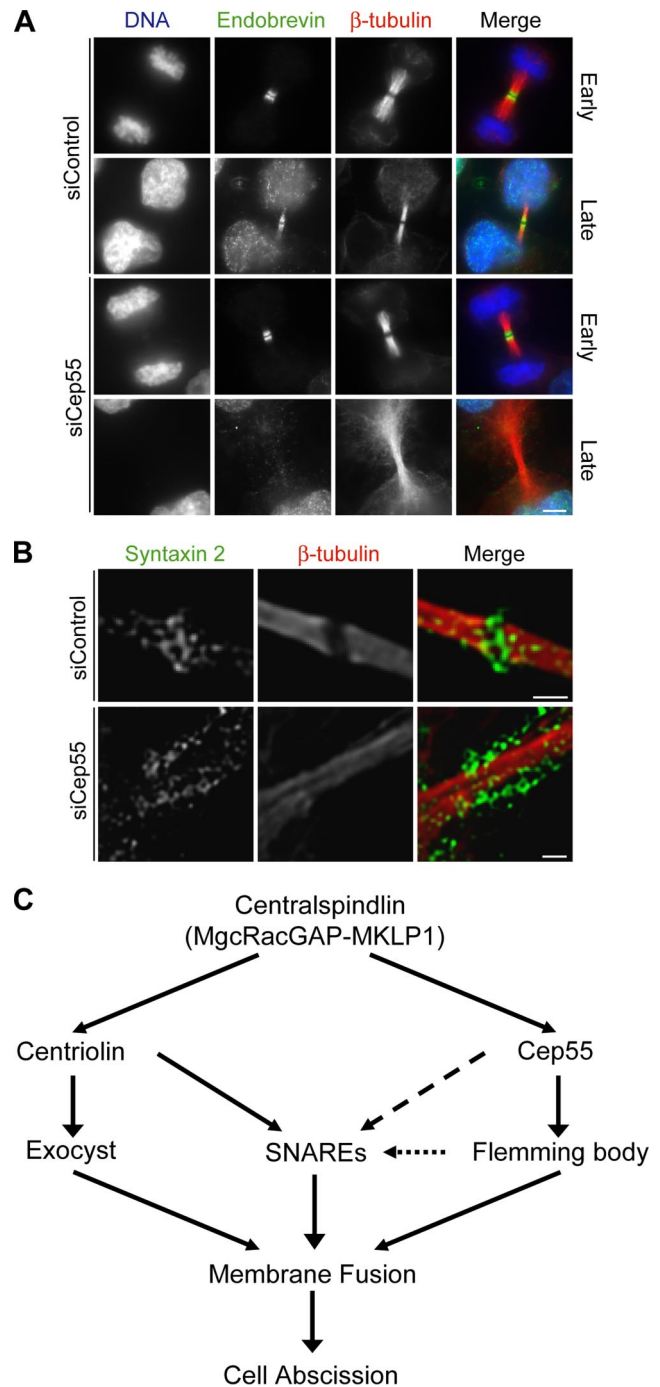 A
DNA Endobrevin β-tubulin Merge
siControl
Early
Late
siCep55
Early
Late
B
Syntaxin 2 β-tubulin Merge
siControl
siCep55
C
Centralspindlin
(MgcRacGAP-MKLP1)
Centriolin Cep55
Exocyst SNAREs Flemming body
Membrane Fusion
Cell Abscission